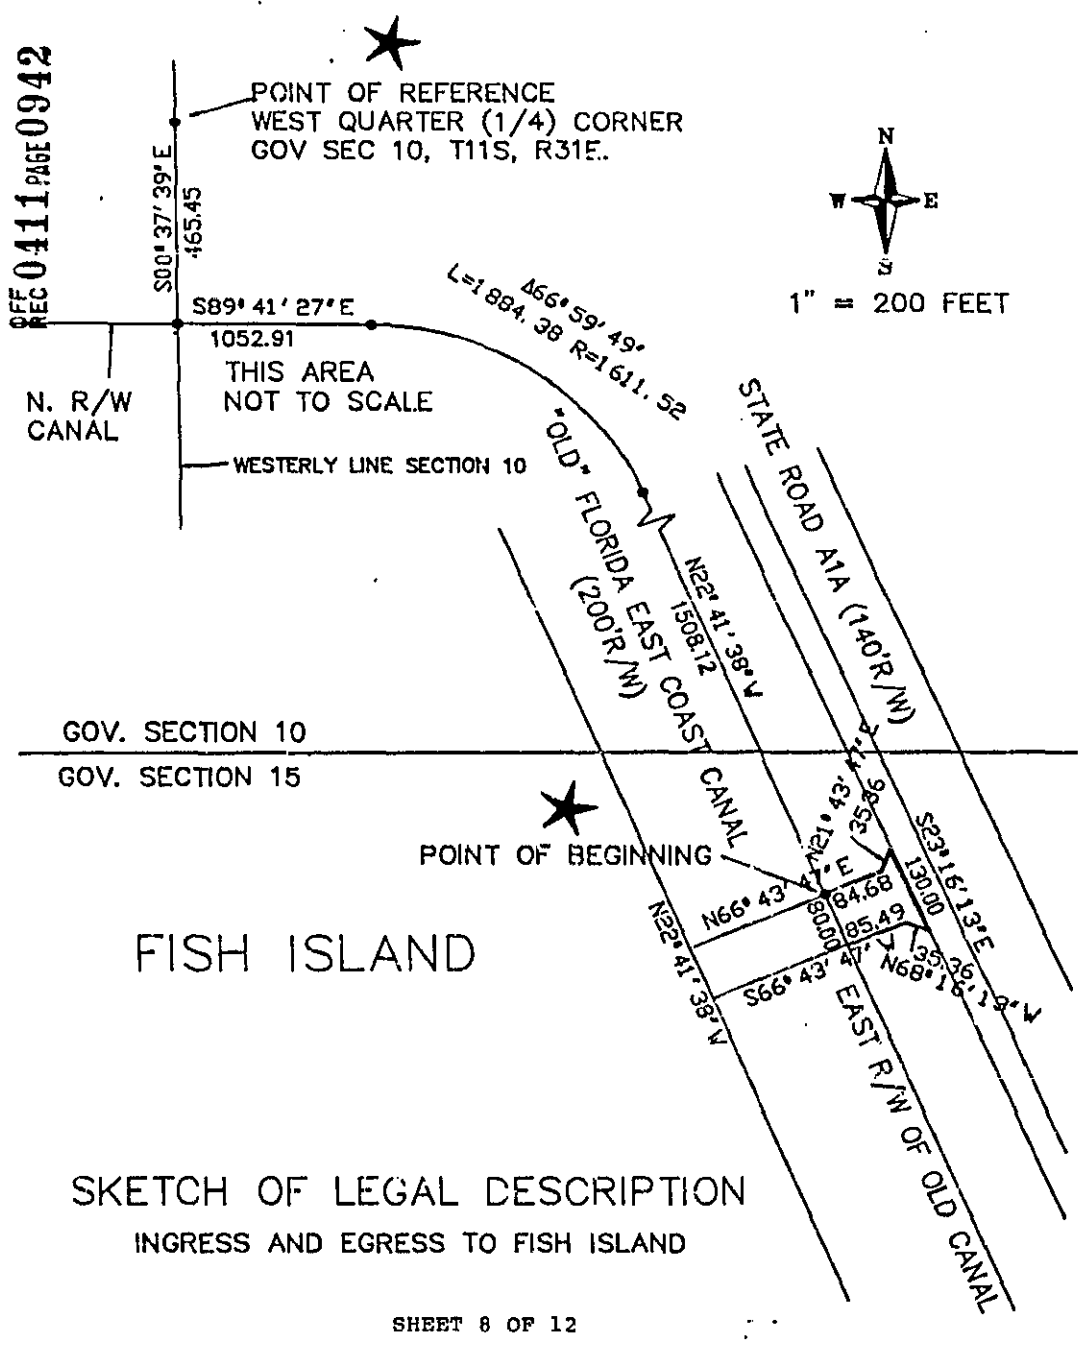 OFF
REC 0411 PAGE 0942
POINT OF REFERENCE
WEST QUARTER (1/4) CORNER
GOV SEC 10, T11S, R31E.
N
W E
S
1" = 200 FEET
S00° 37' 39" E
465.45
S89° 41' 27" E
1052.91
THIS AREA
NOT TO SCALE
N. R/W
CANAL
WESTERLY LINE SECTION 10
Δ66° 59' 49"
L=1884.38 R=1611.52
STATE ROAD A1A (140'R/W)
"OLD" FLORIDA EAST COAST CANAL
(200'R/W)
N22° 41' 38" W
1508.12
GOV. SECTION 10
GOV. SECTION 15
POINT OF BEGINNING
N21° 43' 47" E
35.36
S23° 16' 13" E
130.00
N66° 43' 47" E
84.68
80.00
85.49
S66° 43' 47"
35.36
N68° 16' 13" W
N22° 41' 38" W
FISH ISLAND
EAST R/W OF OLD CANAL
SKETCH OF LEGAL DESCRIPTION
INGRESS AND EGRESS TO FISH ISLAND
SHEET 8 OF 12